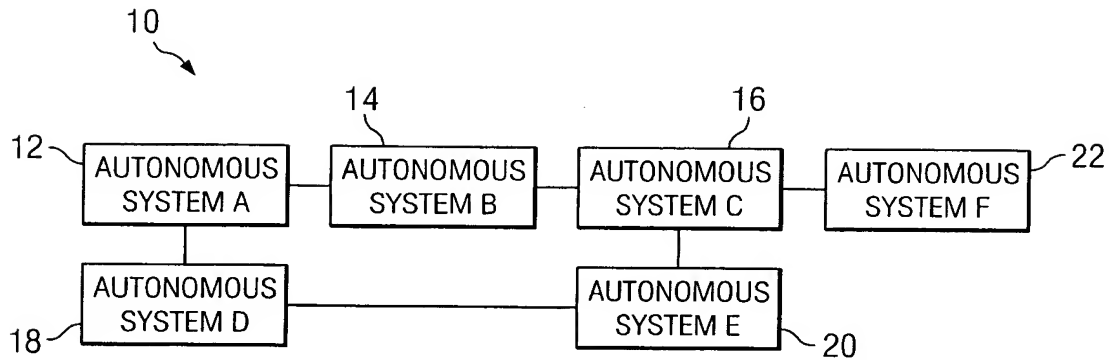 10
14
16
12
AUTONOMOUS
SYSTEM A
AUTONOMOUS
SYSTEM B
AUTONOMOUS
SYSTEM C
AUTONOMOUS
SYSTEM F
22
AUTONOMOUS
SYSTEM D
AUTONOMOUS
SYSTEM E
18
20